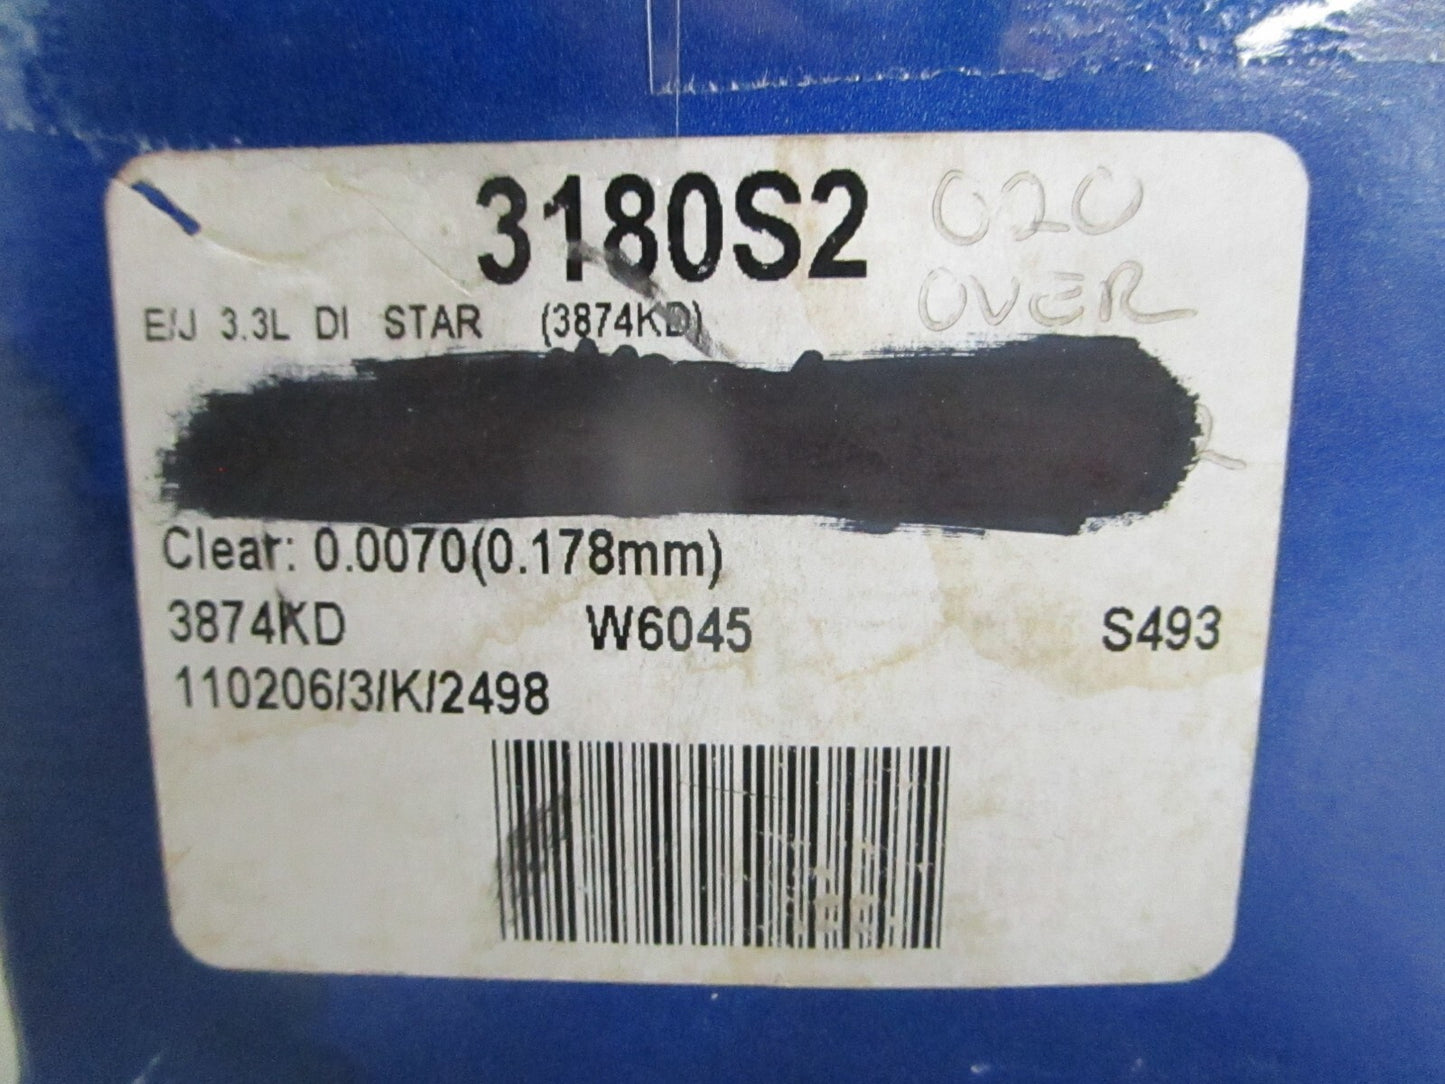 3180S2
020
OVER
E/J 3.3L DI STAR (3874KD)
Clear: 0.0070(0.178mm)
3874KD W6045 S493
110206/3/K/2498